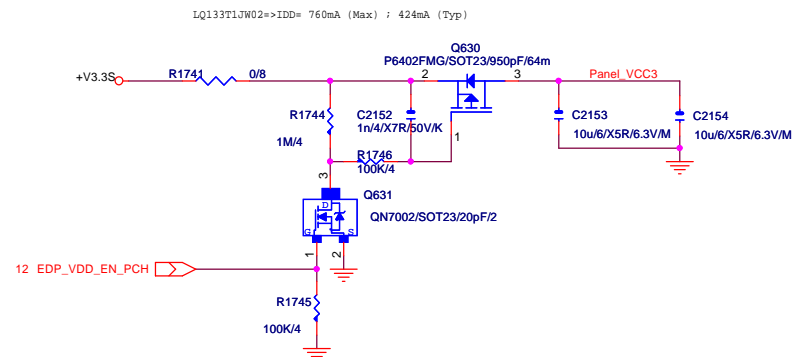 LQ133T1JW02=>IDD= 760mA (Max) ; 424mA (Typ)
Q630
P6402FMG/SOT23/950pF/64m
+V3.3S
R1741
0/8
2
3
Panel_VCC3
R1744
1M/4
C2152
1n/4/X7R/50V/K
1
C2153
10u/6/X5R/6.3V/M
C2154
10u/6/X5R/6.3V/M
R1746
100K/4
3
Q631
D
QN7002/SOT23/20pF/2
G
S
1
2
12 EDP_VDD_EN_PCH
R1745
100K/4